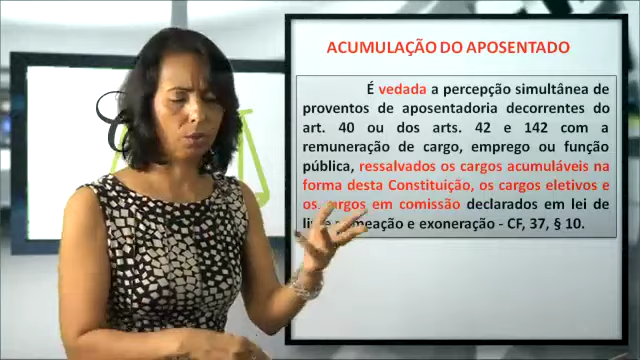 ACUMULAÇÃO DO APOSENTADO
É vedada a percepção simultânea de
proventos de aposentadoria decorrentes do
art. 40 ou dos arts. 42 e 142 com a
remuneração de cargo, emprego ou função
pública, ressalvados os cargos acumuláveis na
forma desta Constituição, os cargos eletivos e
os cargos em comissão declarados em lei de
livre nomeação e exoneração - CF, 37, § 10.